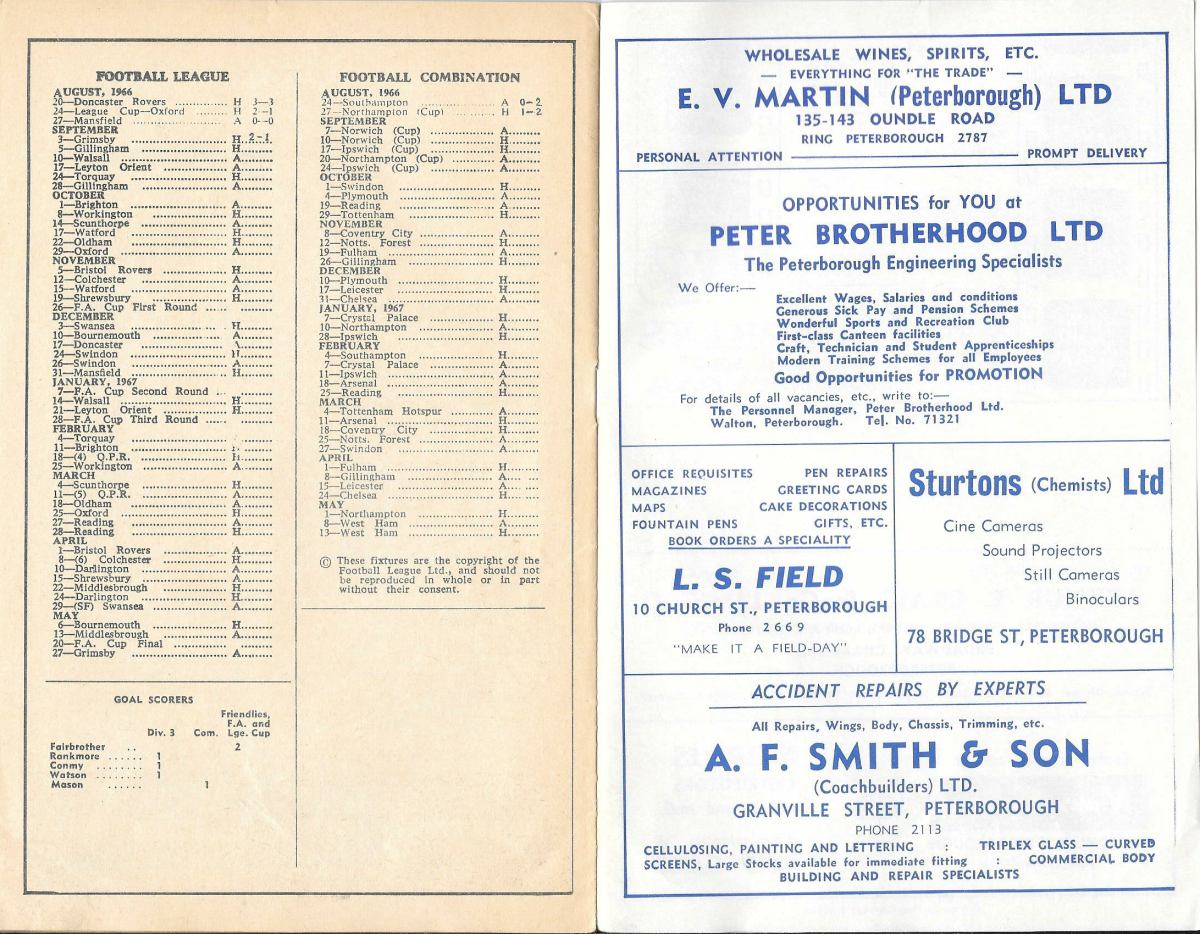 FOOTBALL LEAGUE
AUGUST, 1966
20—Doncaster Rovers ............... H 3—3
24—League Cup—Oxford ......... H 2—1
27—Mansfield ........................... A 0—0
SEPTEMBER
3—Grimsby ........................... H 2-1
5—Gillingham ........................ H.........
10—Walsall ........................... A.........
17—Leyton Orient ..................... A.........
24—Torquay ........................... H.........
28—Gillingham ........................ A.........
OCTOBER
1—Brighton ........................... A.........
8—Workington ........................ H.........
14—Scunthorpe ........................ A.........
17—Watford ........................... H.........
22—Oldham ........................... H.........
29—Oxford ........................... A.........
NOVEMBER
5—Bristol Rovers ..................... H.........
12—Colchester ........................ A.........
15—Watford ........................... A.........
19—Shrewsbury ........................ H.........
26—F.A. Cup First Round ...... .........
DECEMBER
3—Swansea ........................... H.........
10—Bournemouth ..................... A.........
17—Doncaster ........................ A.........
24—Swindon ........................... H.........
26—Swindon ........................... A.........
31—Mansfield ........................... H.........
JANUARY, 1967
7—F.A. Cup Second Round ... .........
14—Walsall ........................... H.........
21—Leyton Orient ..................... H.........
28—F.A. Cup Third Round ...... .........
FEBRUARY
4—Torquay ........................... .........
11—Brighton ........................... .........
18—(4) Q.P.R. ........................ H.........
25—Workington ........................ A.........
MARCH
4—Scunthorpe ........................ H.........
11—(5) Q.P.R. ........................ A.........
18—Oldham ........................... A.........
25—Oxford ........................... H.........
27—Reading ........................... A.........
28—Reading ........................... H.........
APRIL
1—Bristol Rovers ..................... A.........
8—(6) Colchester ..................... H.........
10—Darlington ........................ A.........
15—Shrewsbury ........................ A.........
22—Middlesbrough ..................... H.........
24—Darlington ........................ H.........
29—(SF) Swansea ..................... A.........
MAY
6—Bournemouth ..................... H.........
13—Middlesbrough ..................... A.........
20—F.A. Cup Final .................. .........
27—Grimsby ........................... A.........
GOAL SCORERS
Friendlies,
F.A. and
Div. 3 Com. Lge. Cup
Fairbrother .. 2
Rankmore ...... 1
Conmy ........ 1
Watson ........ 1
Mason ...... 1
FOOTBALL COMBINATION
AUGUST, 1966
24—Southampton ..................... A 0—2
27—Northampton (Cup) ............ H 1—2
SEPTEMBER
7—Norwich (Cup) .................. A.........
10—Norwich (Cup) .................. H.........
17—Ipswich (Cup) .................. H.........
20—Northampton (Cup) ............ A.........
24—Ipswich (Cup) .................. A.........
OCTOBER
1—Swindon ........................... H.........
4—Plymouth ........................... A.........
19—Reading ........................... A.........
29—Tottenham ........................ H.........
NOVEMBER
8—Coventry City ..................... A.........
12—Notts. Forest ..................... H.........
19—Fulham ........................... A.........
26—Gillingham ........................ H.........
DECEMBER
10—Plymouth ........................ H.........
17—Leicester ........................ H.........
31—Chelsea ........................... A.........
JANUARY, 1967
7—Crystal Palace ..................... H.........
10—Northampton ..................... A.........
28—Ipswich ........................... H.........
FEBRUARY
4—Southampton ..................... H.........
7—Crystal Palace ..................... A.........
11—Ipswich ........................... A.........
18—Arsenal ........................... A.........
25—Reading ........................... H.........
MARCH
4—Tottenham Hotspur ............ A.........
11—Arsenal ........................... H.........
18—Coventry City ..................... H.........
25—Notts. Forest ..................... A.........
27—Swindon ........................... A.........
APRIL
1—Fulham ........................... H.........
8—Gillingham ........................ A.........
15—Leicester ........................ A.........
24—Chelsea ........................... H.........
MAY
1—Northampton ..................... H.........
8—West Ham ........................ A.........
13—West Ham ........................ H.........
© These fixtures are the copyright of the
Football League Ltd., and should not
be reproduced in whole or in part
without their consent.
WHOLESALE WINES, SPIRITS, ETC.
— EVERYTHING FOR "THE TRADE" —
E. V. MARTIN (Peterborough) LTD
135-143 OUNDLE ROAD
RING PETERBOROUGH 2787
PERSONAL ATTENTION ———— PROMPT DELIVERY
OPPORTUNITIES for YOU at
PETER BROTHERHOOD LTD
The Peterborough Engineering Specialists
We Offer:—
Excellent Wages, Salaries and conditions
Generous Sick Pay and Pension Schemes
Wonderful Sports and Recreation Club
First-class Canteen facilities
Craft, Technician and Student Apprenticeships
Modern Training Schemes for all Employees
Good Opportunities for PROMOTION
For details of all vacancies, etc., write to:—
The Personnel Manager, Peter Brotherhood Ltd.
Walton, Peterborough. Tel. No. 71321
OFFICE REQUISITES PEN REPAIRS
MAGAZINES GREETING CARDS
MAPS CAKE DECORATIONS
FOUNTAIN PENS GIFTS, ETC.
BOOK ORDERS A SPECIALITY
L. S. FIELD
10 CHURCH ST., PETERBOROUGH
Phone 2669
"MAKE IT A FIELD-DAY"
Sturtons (Chemists) Ltd
Cine Cameras
Sound Projectors
Still Cameras
Binoculars
78 BRIDGE ST, PETERBOROUGH
ACCIDENT REPAIRS BY EXPERTS
All Repairs, Wings, Body, Chassis, Trimming, etc.
A. F. SMITH & SON
(Coachbuilders) LTD.
GRANVILLE STREET, PETERBOROUGH
PHONE 2113
CELLULOSING, PAINTING AND LETTERING : TRIPLEX GLASS — CURVED
SCREENS, Large Stocks available for immediate fitting : COMMERCIAL BODY
BUILDING AND REPAIR SPECIALISTS